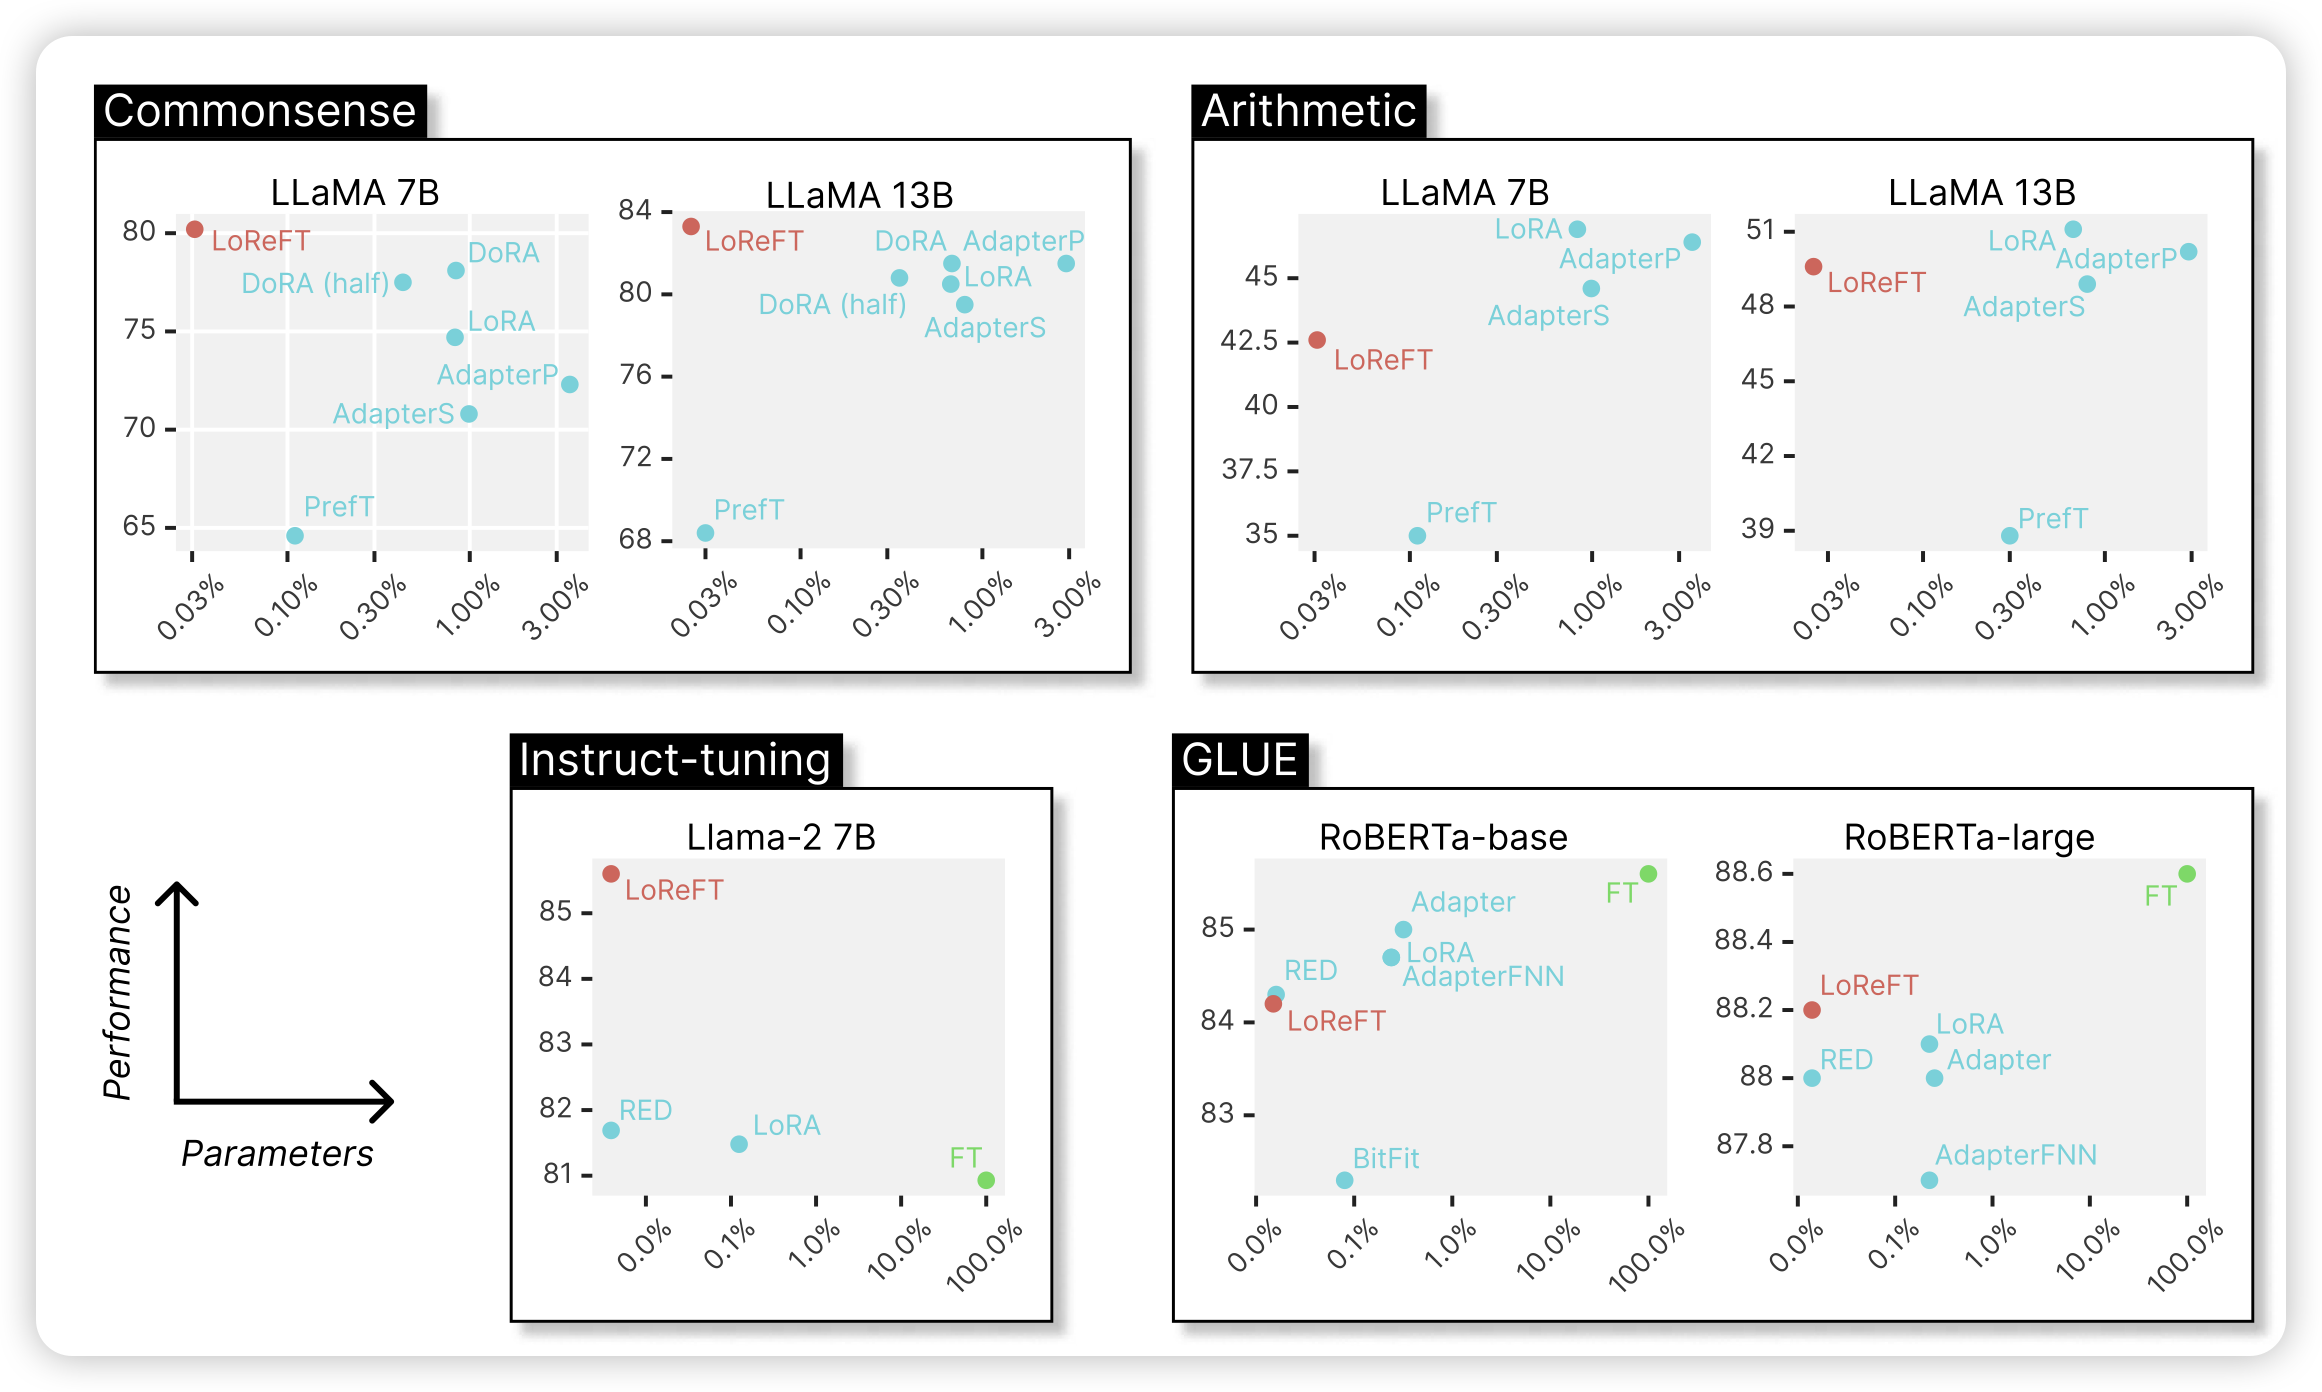 Commonsense
LLaMA 7B
80
75
70
65
LoReFT
DoRA
DoRA (half)
LoRA
AdapterP
AdapterS
PrefT
0.03%
0.10%
0.30%
1.00%
3.00%
LLaMA 13B
84
80
76
72
68
LoReFT
DoRA
AdapterP
LoRA
DoRA (half)
AdapterS
PrefT
0.03%
0.10%
0.30%
1.00%
3.00%
Arithmetic
LLaMA 7B
45
42.5
40
37.5
35
LoRA
AdapterP
AdapterS
LoReFT
PrefT
0.03%
0.10%
0.30%
1.00%
3.00%
LLaMA 13B
51
48
45
42
39
LoRA
AdapterP
LoReFT
AdapterS
PrefT
0.03%
0.10%
0.30%
1.00%
3.00%
Performance
Parameters
Instruct-tuning
Llama-2 7B
85
84
83
82
81
LoReFT
RED
LoRA
FT
0.0%
0.1%
1.0%
10.0%
100.0%
GLUE
RoBERTa-base
85
84
83
FT
Adapter
LoRA
AdapterFNN
RED
LoReFT
BitFit
0.0%
0.1%
1.0%
10.0%
100.0%
RoBERTa-large
88.6
88.4
88.2
88
87.8
FT
LoReFT
LoRA
RED
Adapter
AdapterFNN
0.0%
0.1%
1.0%
10.0%
100.0%